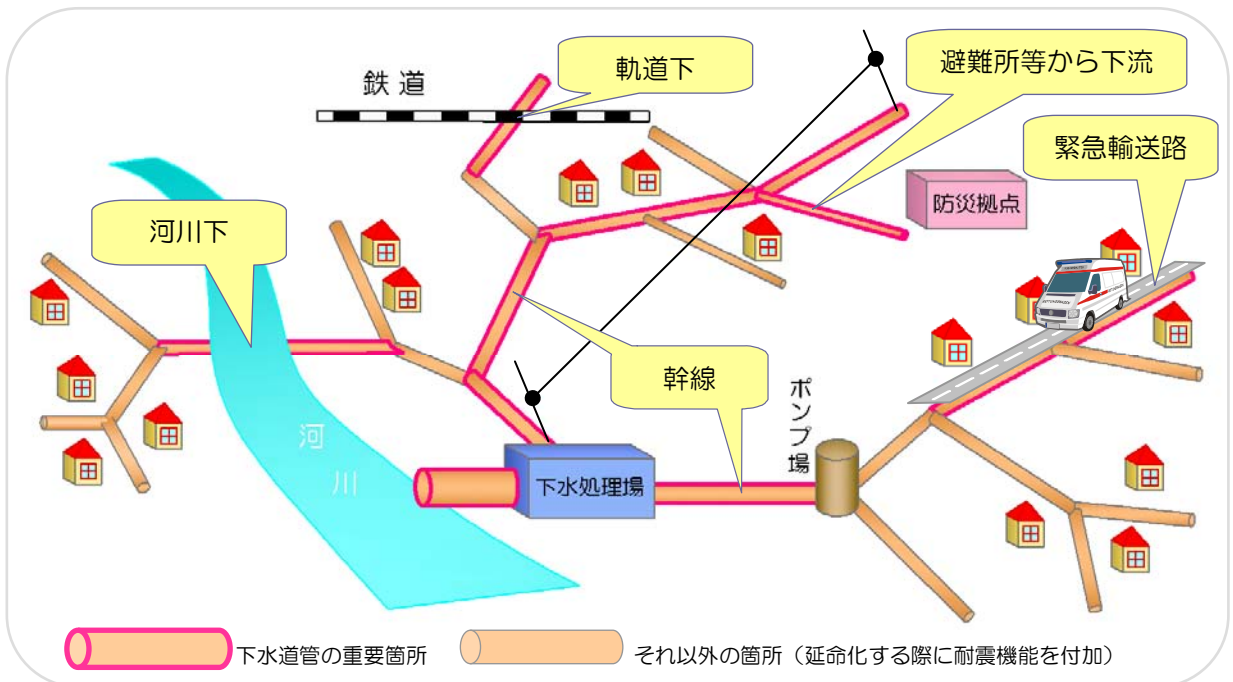 軌道下
避難所等から下流
鉄道
緊急輸送路
防災拠点
河川下
幹線
ポンプ場
河川
下水処理場
下水道管の重要箇所
それ以外の箇所（延命化する際に耐震機能を付加）